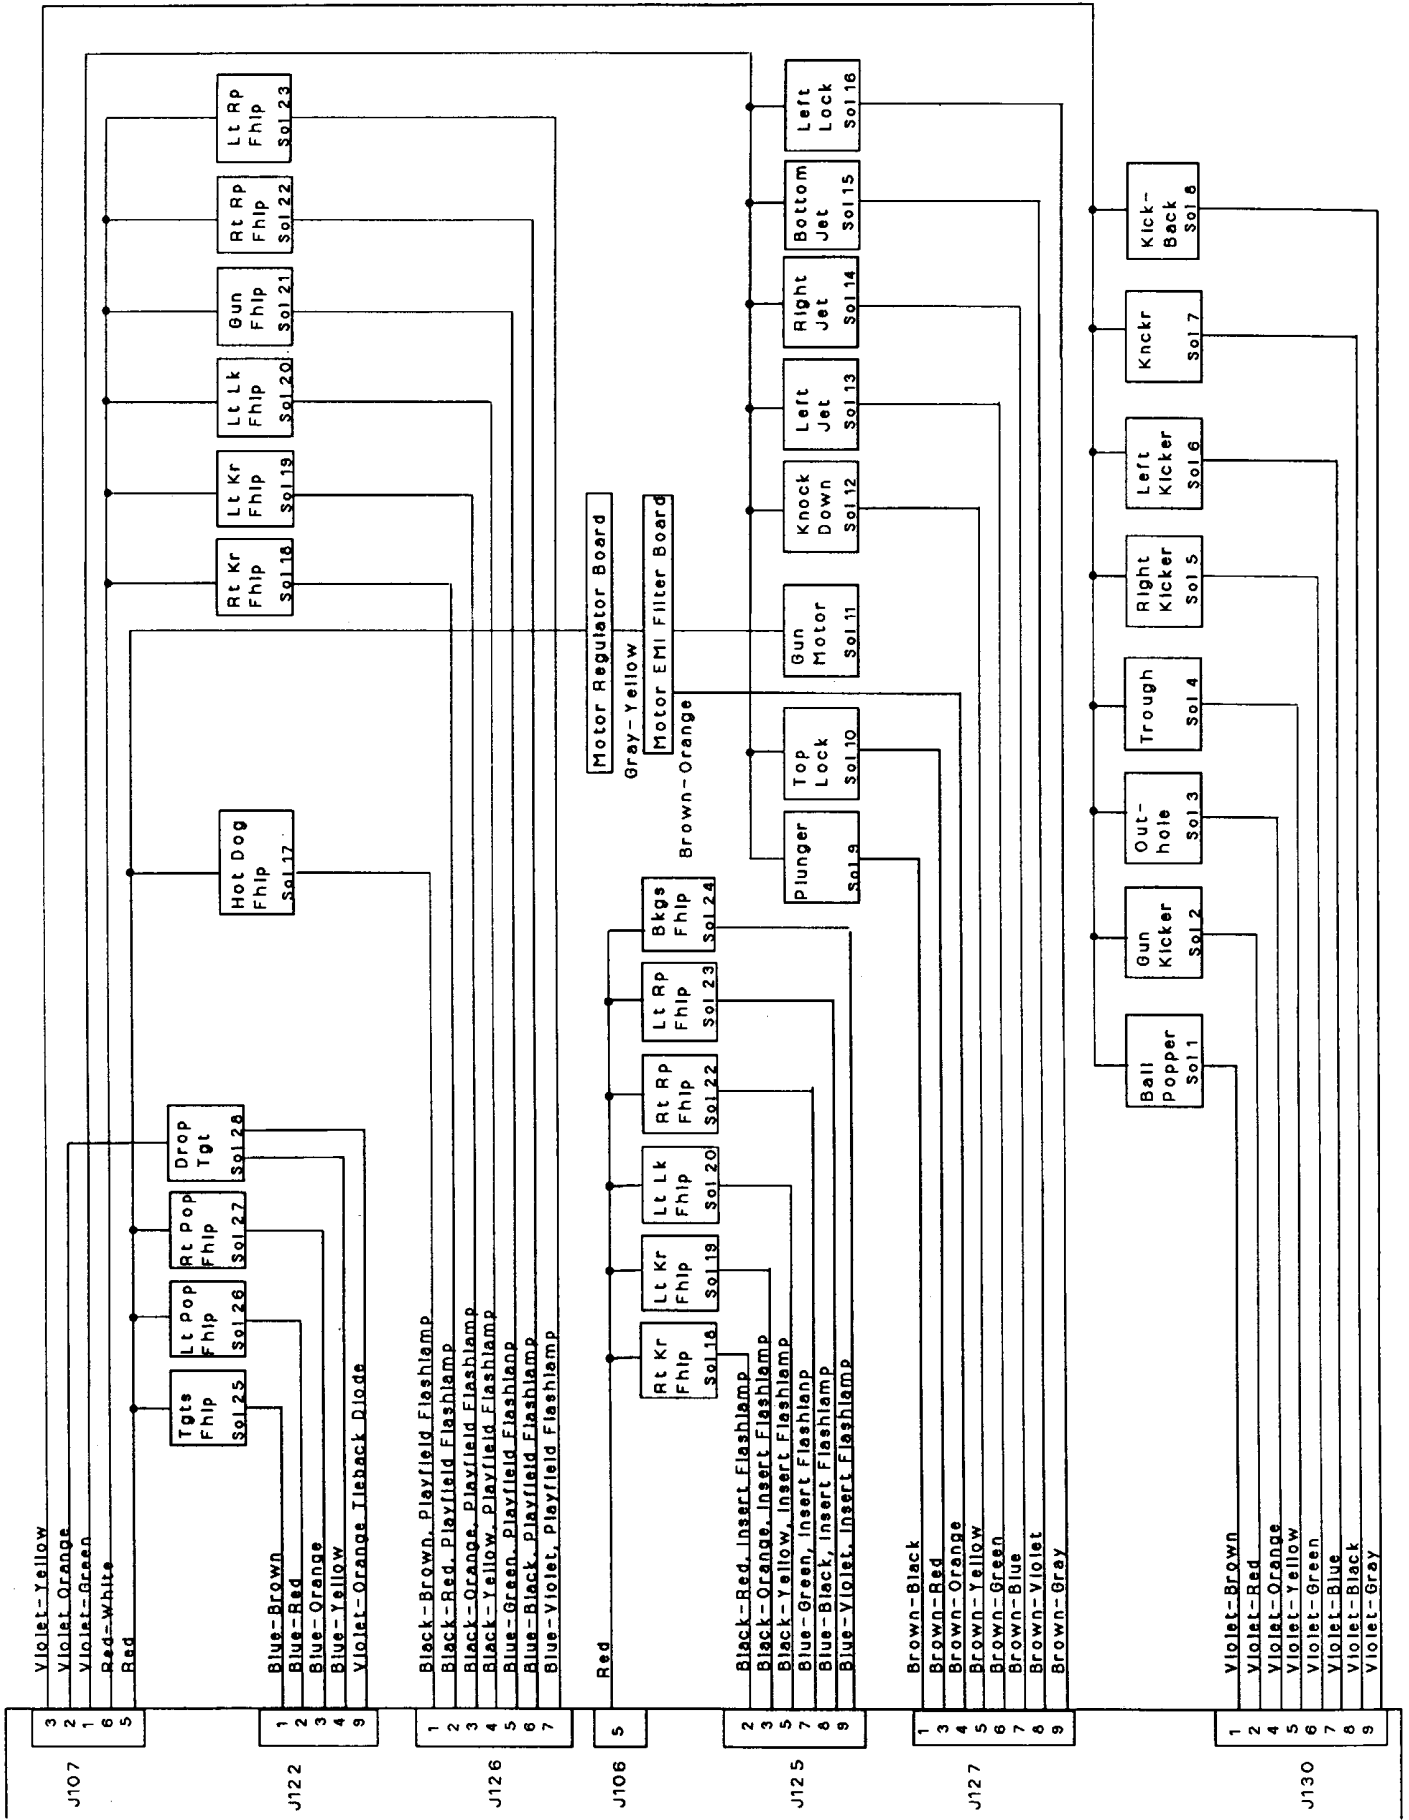 J107
3
Violet-Yellow
2
Violet Orange
1
Violet-Green
6
Red-White
5
Red
Lt Rp
Fhlp
Sol 23
Rt Rp
Fhlp
Sol 22
Gun
Fhlp
Sol 21
Lt Lk
Fhlp
Sol 20
Lt Kr
Fhlp
Sol 19
Rt Kr
Fhlp
Sol 18
Hot Dog
Fhlp
Sol 17
Drop
Tgt
Sol 28
Rt Pop
Fhlp
Sol 27
Lt Pop
Fhlp
Sol 26
Tgts
Fhlp
Sol 25
J122
1
Blue-Brown
2
Blue-Red
3
Blue-Orange
4
Blue-Yellow
9
Violet-Orange Tieback Diode
J126
1
Black-Brown, Playfield Flashlamp
2
Black-Red, Playfield Flashlamp
3
Black-Orange, Playfield Flashlamp
4
Black-Yellow, Playfield Flashlamp
5
Blue-Green, Playfield Flashlanp
6
Blue-Black, Playfield Flashlamp
7
Blue-Violet, Playfield Flashlamp
Motor Regulator Board
Gray-Yellow
Motor EMI Filter Board
Brown-Orange
J106
5
Red
Bkgs
Fhlp
Sol 24
Lt Rp
Fhlp
Sol 23
Rt Rp
Fhlp
Sol 22
Lt Lk
Fhlp
Sol 20
Lt Kr
Fhlp
Sol 19
Rt Kr
Fhlp
Sol 18
J125
2
Black-Red, Insert Flashlamp
3
Black-Orange, Insert Flashlamp
5
Black-Yellow, Insert Flashlamp
7
Blue-Green, Insert Flashlanp
8
Blue-Black, Insert Flashlamp
9
Blue-Violet, Insert Flashlamp
Left
Lock
Sol 16
Bottom
Jet
Sol 15
Right
Jet
Sol 14
Left
Jet
Sol 13
Knock
Down
Sol 12
Gun
Motor
Sol 11
Top
Lock
Sol 10
Plunger
Sol 9
J127
1
Brown-Black
3
Brown-Red
4
Brown-Orange
5
Brown-Yellow
6
Brown-Green
7
Brown-Blue
8
Brown-Violet
9
Brown-Gray
Kick-
Back
Sol 8
Knckr
Sol 7
Left
Kicker
Sol 6
Right
Kicker
Sol 5
Trough
Sol 4
Out-
hole
Sol 3
Gun
Kicker
Sol 2
Ball
Popper
Sol 1
J130
1
Violet-Brown
2
Violet-Red
4
Violet-Orange
5
Violet-Yellow
6
Violet-Green
7
Violet-Blue
8
Violet-Black
9
Violet-Gray